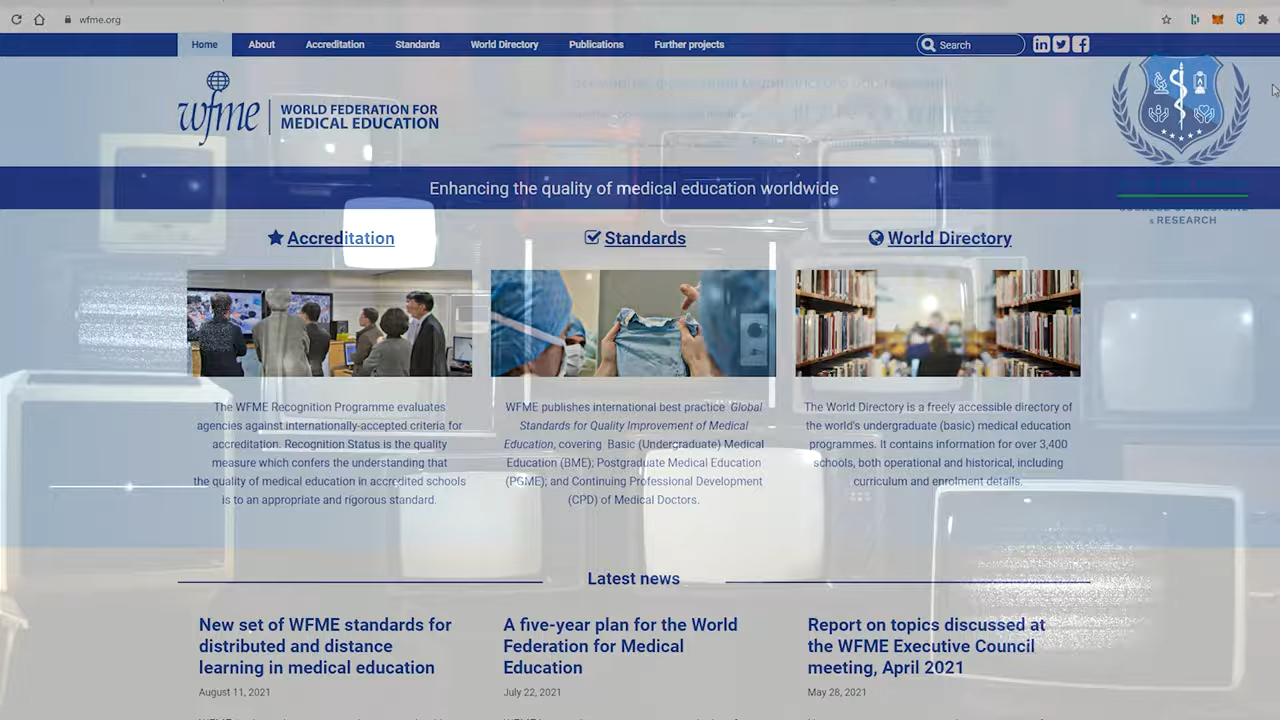 wfme.org
Home About Accreditation Standards World Directory Publications Further projects Search
wfme WORLD FEDERATION FOR
MEDICAL EDUCATION
Enhancing the quality of medical education worldwide
& RESEARCH
Accreditation
The WFME Recognition Programme evaluates
agencies against internationally-accepted criteria for
accreditation. Recognition Status is the quality
measure which confers the understanding that
the quality of medical education in accredited schools
is to an appropriate and rigorous standard.
Standards
WFME publishes international best practice Global
Standards for Quality Improvement of Medical
Education, covering Basic (Undergraduate) Medical
Education (BME); Postgraduate Medical Education
(PGME); and Continuing Professional Development
(CPD) of Medical Doctors.
World Directory
The World Directory is a freely accessible directory of
the world's undergraduate (basic) medical education
programmes. It contains information for over 3,400
schools, both operational and historical, including
curriculum and enrolment details.
Latest news
New set of WFME standards for
distributed and distance
learning in medical education
August 11, 2021
A five-year plan for the World
Federation for Medical
Education
July 22, 2021
Report on topics discussed at
the WFME Executive Council
meeting, April 2021
May 28, 2021